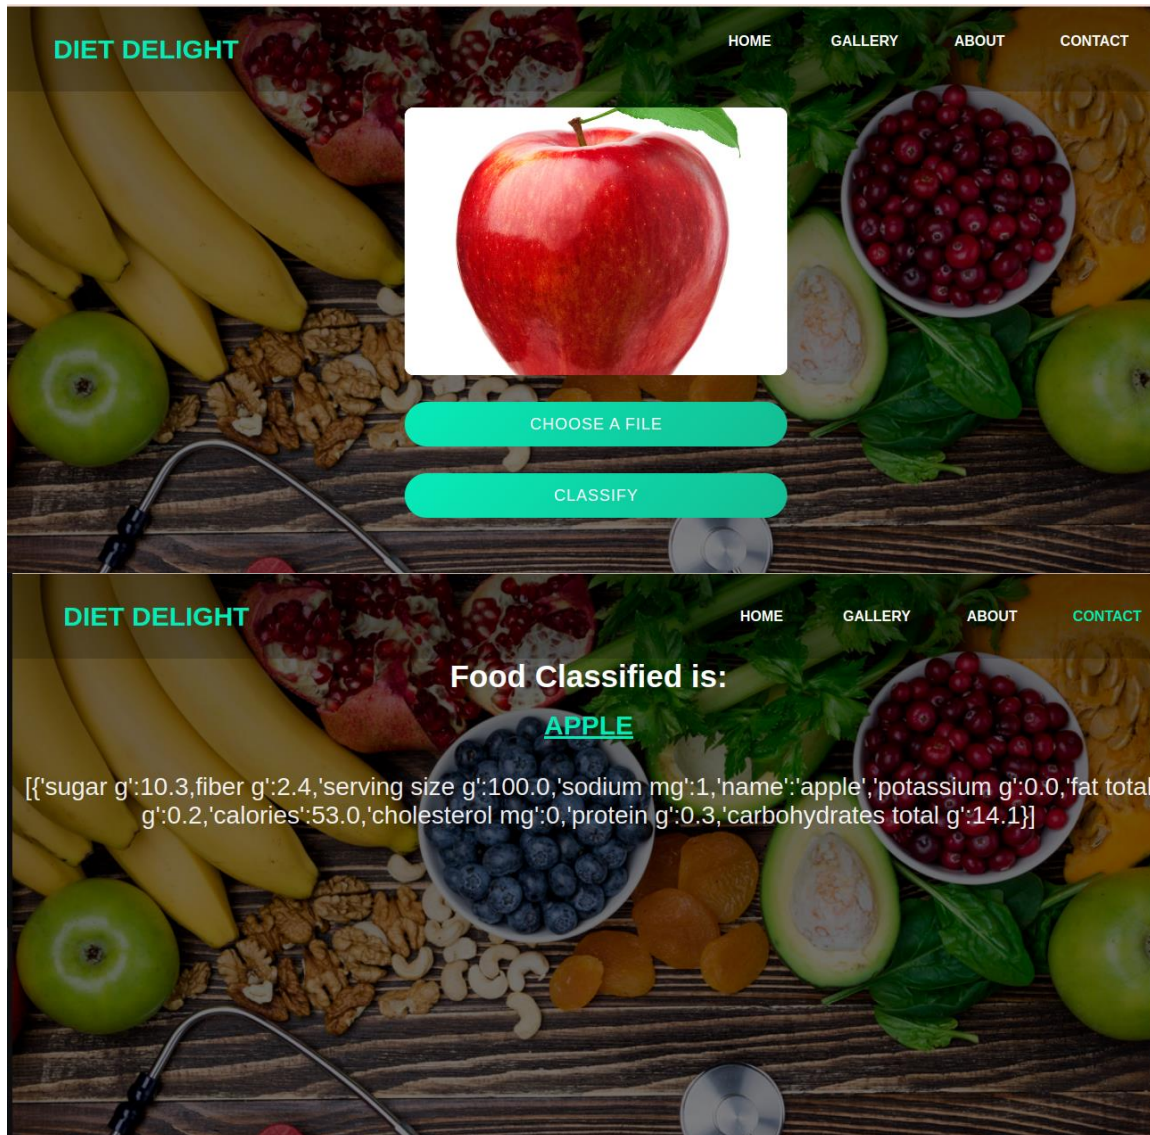 DIET DELIGHT
HOME GALLERY ABOUT CONTACT
CHOOSE A FILE
CLASSIFY
DIET DELIGHT
HOME GALLERY ABOUT CONTACT
Food Classified is:
APPLE
[{'sugar g':10.3,fiber g':2.4,'serving size g':100.0,'sodium mg':1,'name':'apple','potassium g':0.0,'fat total
g':0.2,'calories':53.0,'cholesterol mg':0,'protein g':0.3,'carbohydrates total g':14.1}]